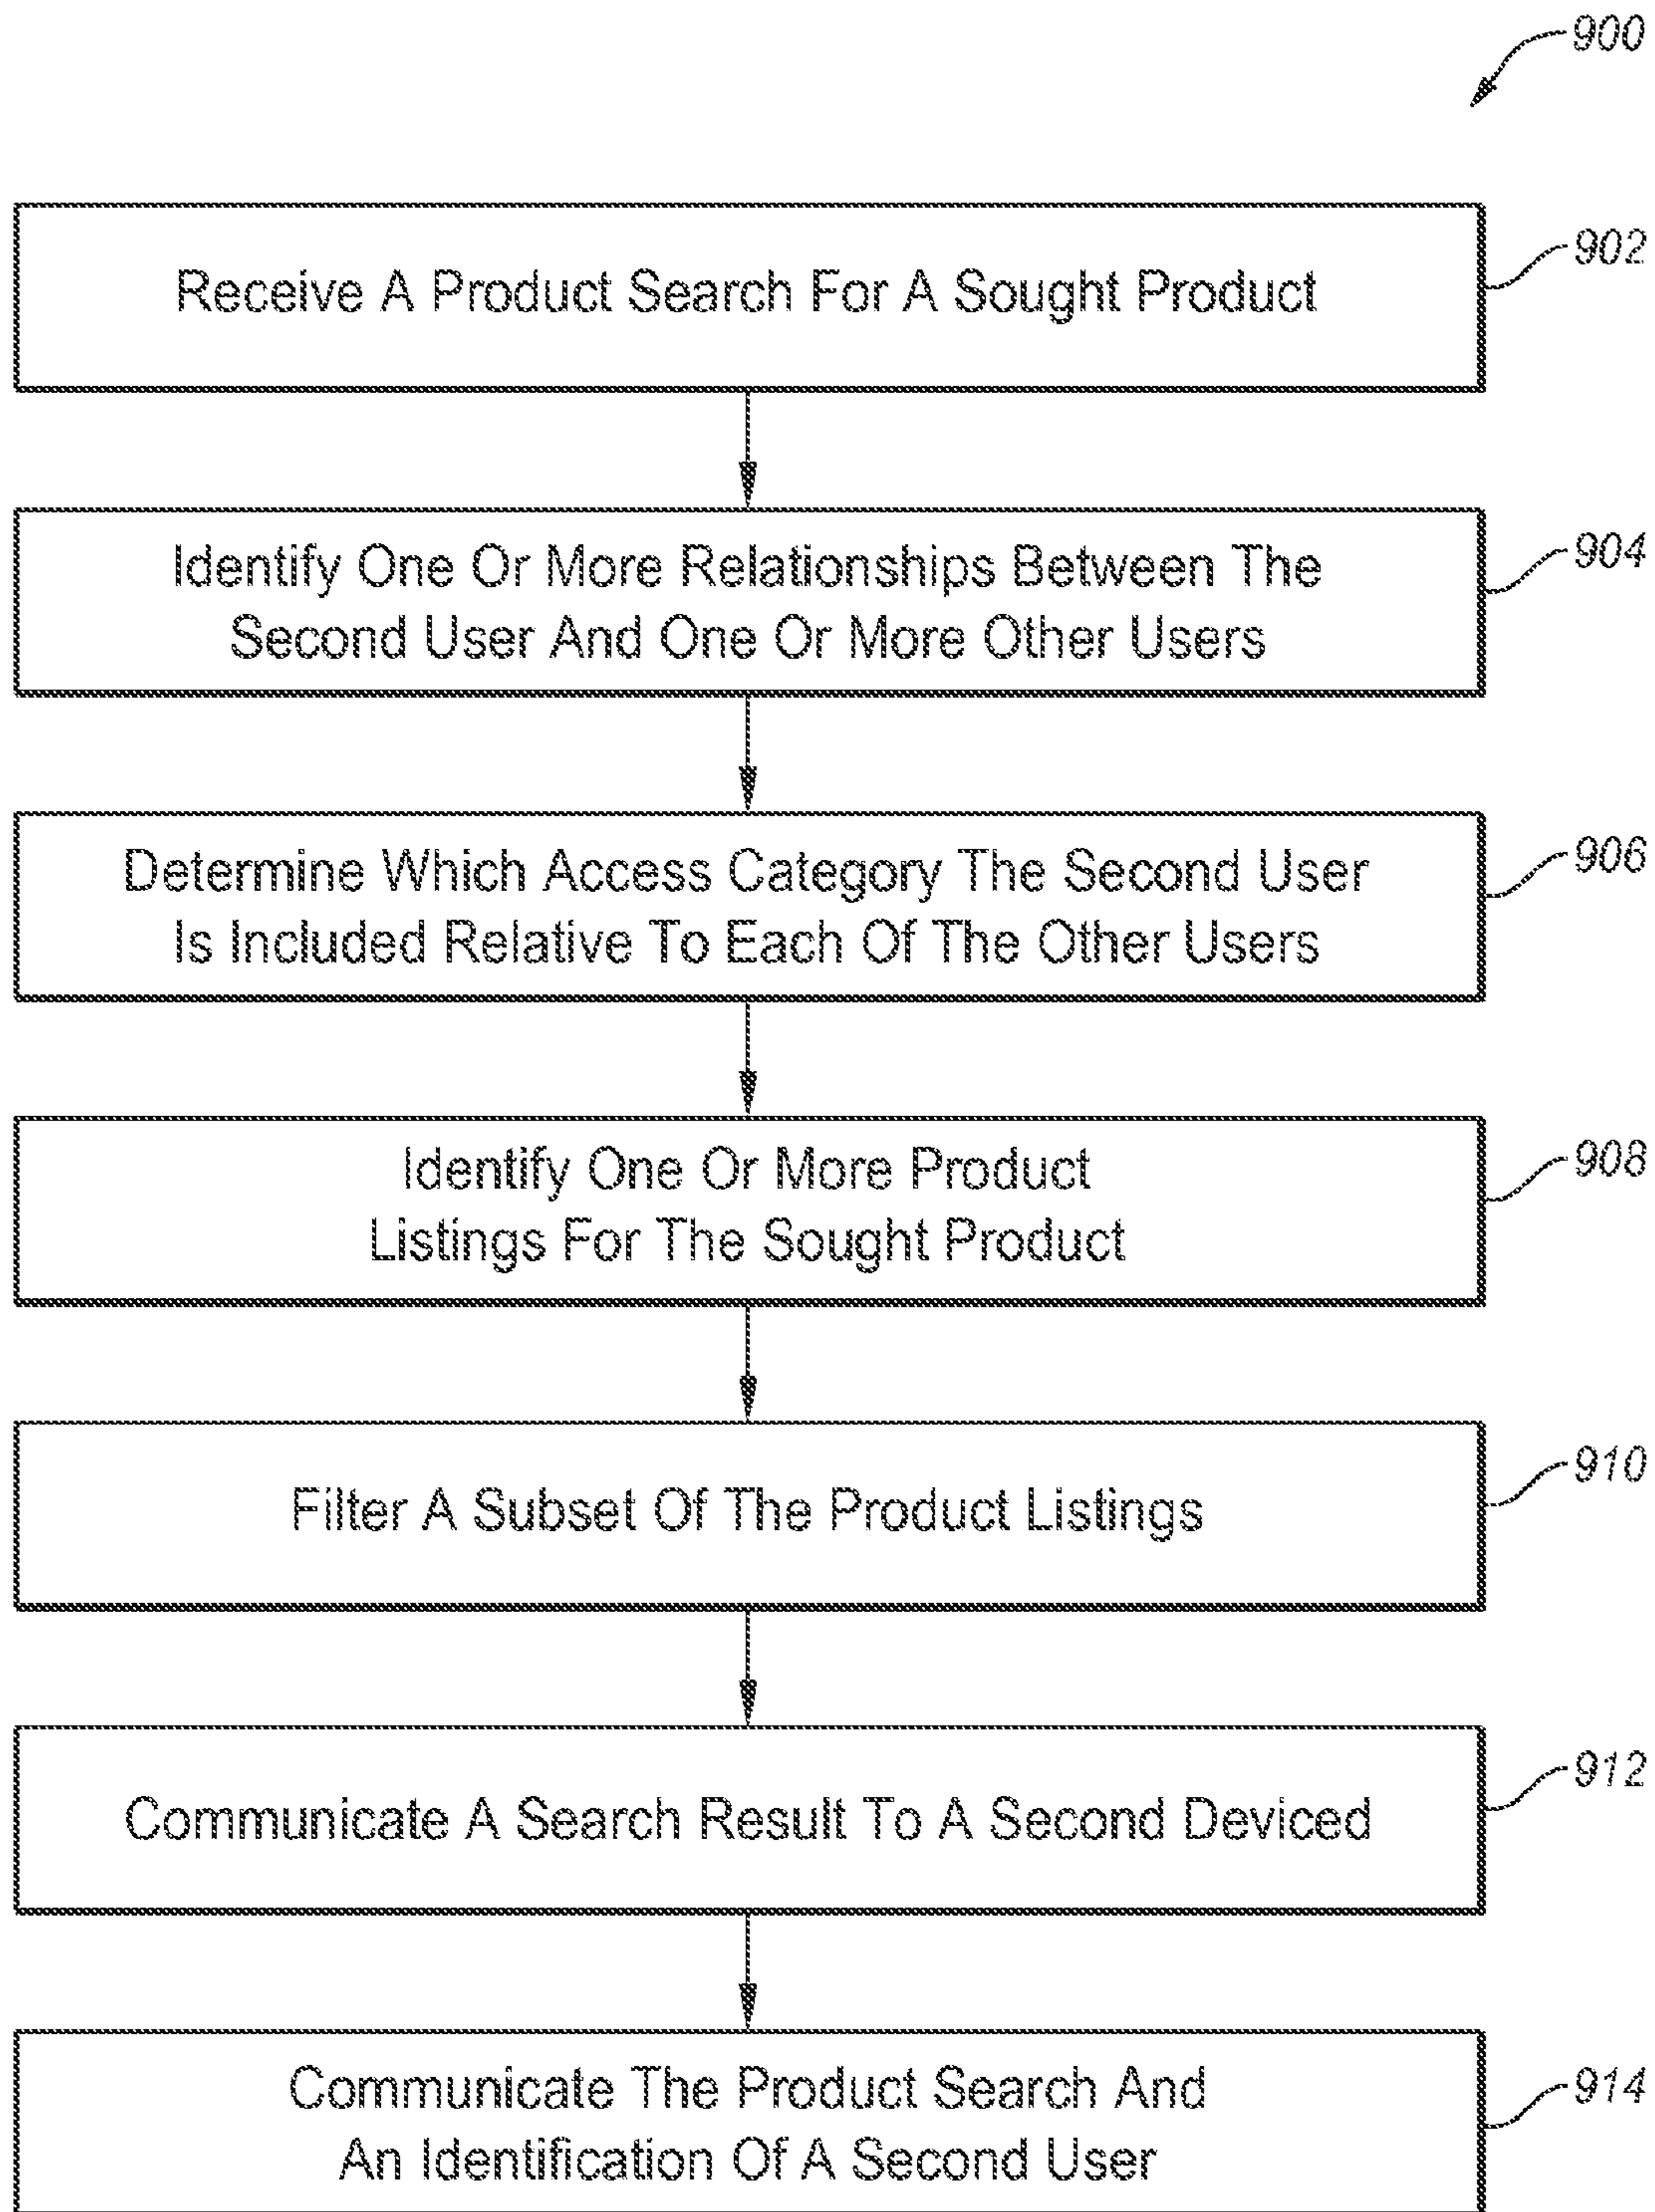 900
Receive A Product Search For A Sought Product
902
Identify One Or More Relationships Between The
Second User And One Or More Other Users
904
Determine Which Access Category The Second User
Is Included Relative To Each Of The Other Users
906
Identify One Or More Product
Listings For The Sought Product
908
Filter A Subset Of The Product Listings
910
Communicate A Search Result To A Second Deviced
912
Communicate The Product Search And
An Identification Of A Second User
914